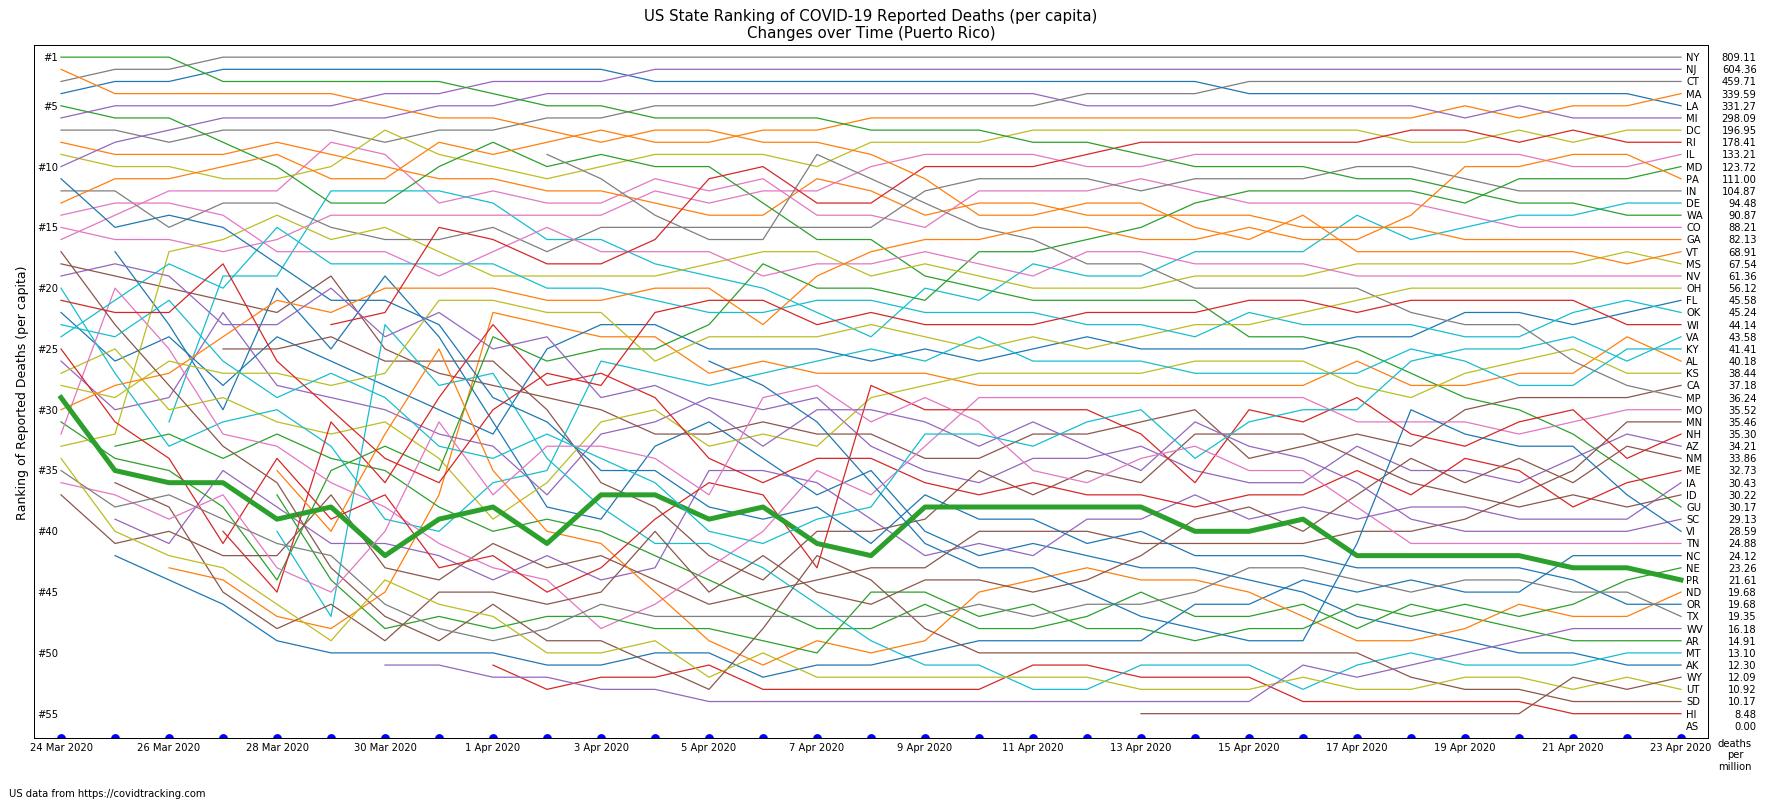 US State Ranking of COVID-19 Reported Deaths (per capita)
Changes over Time (Puerto Rico)
Ranking of Reported Deaths (per capita)
#1
#5
#10
#15
#20
#25
#30
#35
#40
#45
#50
#55
NY 809.11
NJ 604.36
CT 459.71
MA 339.59
LA 331.27
MI 298.09
DC 196.95
RI 178.41
IL 133.21
MD 123.72
PA 111.00
IN 104.87
DE 94.48
WA 90.87
CO 88.21
GA 82.13
VT 68.91
MS 67.54
NV 61.36
OH 56.12
FL 45.58
OK 45.24
WI 44.14
VA 43.58
KY 41.41
AL 40.18
KS 38.44
CA 37.18
MP 36.24
MO 35.52
MN 35.46
NH 35.30
AZ 34.21
NM 33.86
ME 32.73
IA 30.43
ID 30.22
GU 30.17
SC 29.13
VI 28.59
TN 24.88
NC 24.12
NE 23.26
PR 21.61
ND 19.68
OR 19.68
TX 19.35
WV 16.18
AR 14.91
MT 13.10
AK 12.30
WY 12.09
UT 10.92
SD 10.17
HI 8.48
AS 0.00
24 Mar 2020 26 Mar 2020 28 Mar 2020 30 Mar 2020 1 Apr 2020 3 Apr 2020 5 Apr 2020 7 Apr 2020 9 Apr 2020 11 Apr 2020 13 Apr 2020 15 Apr 2020 17 Apr 2020 19 Apr 2020 21 Apr 2020 23 Apr 2020
deaths
per
million
US data from https://covidtracking.com